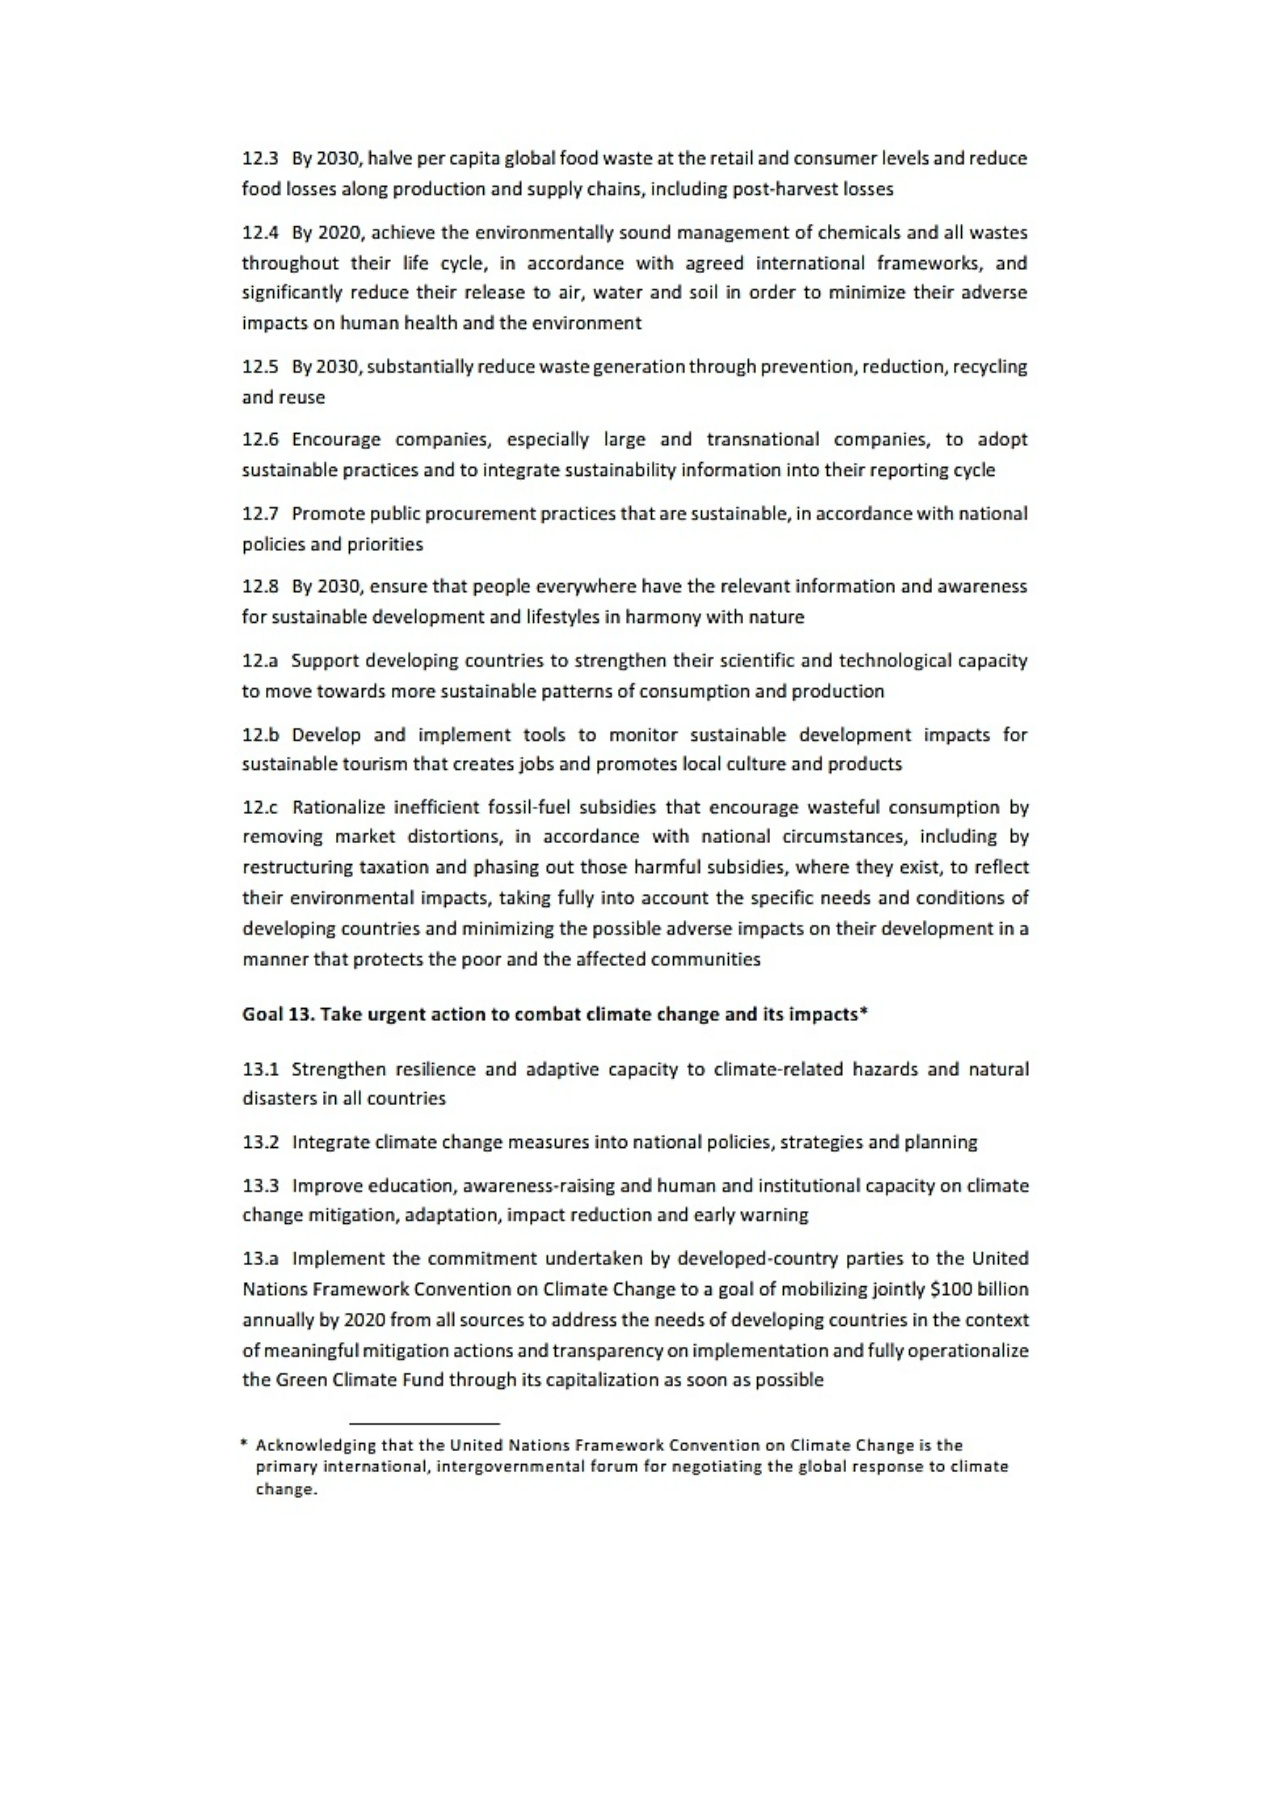 12.3 By 2030, halve per capita global food waste at the retail and consumer levels and reduce
food losses along production and supply chains, including post-harvest losses
12.4 By 2020, achieve the environmentally sound management of chemicals and all wastes
throughout their life cycle, in accordance with agreed international frameworks, and
significantly reduce their release to air, water and soil in order to minimize their adverse
impacts on human health and the environment
12.5 By 2030, substantially reduce waste generation through prevention, reduction, recycling
and reuse
12.6 Encourage companies, especially large and transnational companies, to adopt
sustainable practices and to integrate sustainability information into their reporting cycle
12.7 Promote public procurement practices that are sustainable, in accordance with national
policies and priorities
12.8 By 2030, ensure that people everywhere have the relevant information and awareness
for sustainable development and lifestyles in harmony with nature
12.a Support developing countries to strengthen their scientific and technological capacity
to move towards more sustainable patterns of consumption and production
12.b Develop and implement tools to monitor sustainable development impacts for
sustainable tourism that creates jobs and promotes local culture and products
12.c Rationalize inefficient fossil-fuel subsidies that encourage wasteful consumption by
removing market distortions, in accordance with national circumstances, including by
restructuring taxation and phasing out those harmful subsidies, where they exist, to reflect
their environmental impacts, taking fully into account the specific needs and conditions of
developing countries and minimizing the possible adverse impacts on their development in a
manner that protects the poor and the affected communities
Goal 13. Take urgent action to combat climate change and its impacts*
13.1 Strengthen resilience and adaptive capacity to climate-related hazards and natural
disasters in all countries
13.2 Integrate climate change measures into national policies, strategies and planning
13.3 Improve education, awareness-raising and human and institutional capacity on climate
change mitigation, adaptation, impact reduction and early warning
13.a Implement the commitment undertaken by developed-country parties to the United
Nations Framework Convention on Climate Change to a goal of mobilizing jointly $100 billion
annually by 2020 from all sources to address the needs of developing countries in the context
of meaningful mitigation actions and transparency on implementation and fully operationalize
the Green Climate Fund through its capitalization as soon as possible
* Acknowledging that the United Nations Framework Convention on Climate Change is the
primary international, intergovernmental forum for negotiating the global response to climate
change.